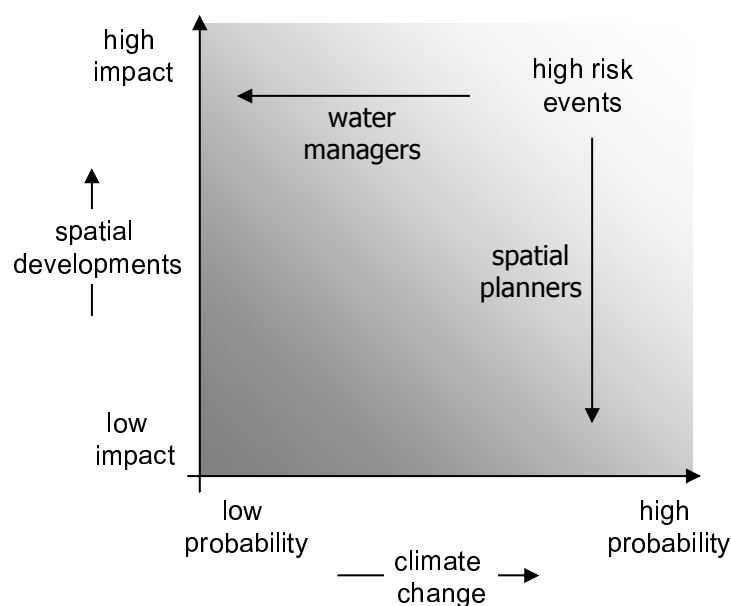 high
impact
high risk
events
water
managers
spatial
developments
spatial
planners
low
impact
low
probability
high
probability
climate
change